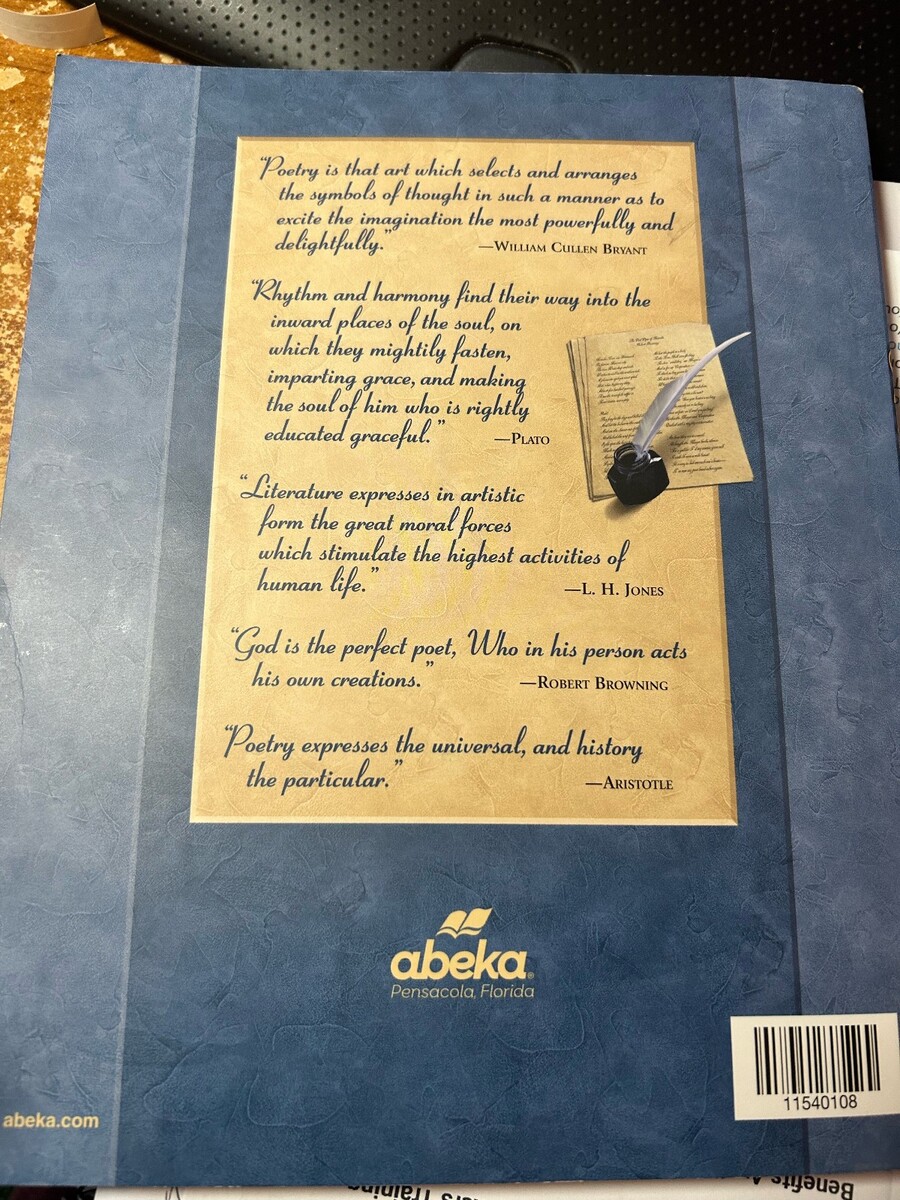 “Poetry is that art which selects and arranges
the symbols of thought in such a manner as to
excite the imagination the most powerfully and
delightfully.” —William Cullen Bryant
“Rhythm and harmony find their way into the
inward places of the soul, on
which they mightily fasten,
imparting grace, and making
the soul of him who is rightly
educated graceful.” —Plato
“Literature expresses in artistic
form the great moral forces
which stimulate the highest activities of
human life.” —L. H. Jones
“God is the perfect poet, Who in his person acts
his own creations.” —Robert Browning
“Poetry expresses the universal, and history
the particular.” —Aristotle
abeka®
Pensacola, Florida
11540108
abeka.com
Training
Benefits